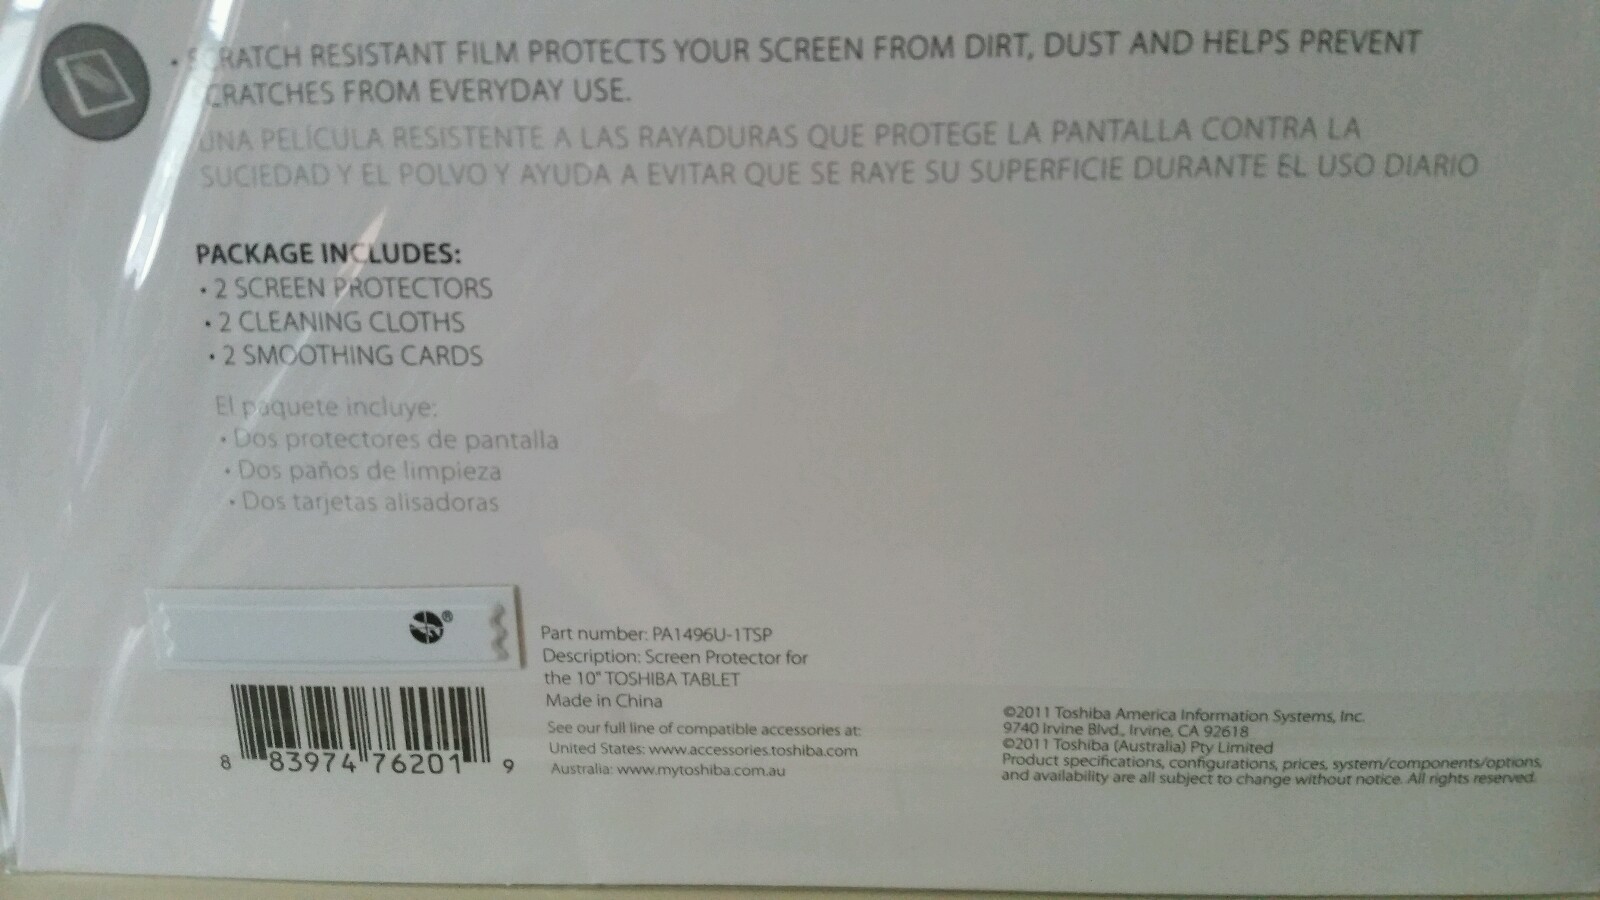 • SCRATCH RESISTANT FILM PROTECTS YOUR SCREEN FROM DIRT, DUST AND HELPS PREVENT
SCRATCHES FROM EVERYDAY USE.
UNA PELÍCULA RESISTENTE A LAS RAYADURAS QUE PROTEGE LA PANTALLA CONTRA LA
SUCIEDAD Y EL POLVO Y AYUDA A EVITAR QUE SE RAYE SU SUPERFICIE DURANTE EL USO DIARIO
PACKAGE INCLUDES:
• 2 SCREEN PROTECTORS
• 2 CLEANING CLOTHS
• 2 SMOOTHING CARDS
El paquete incluye:
• Dos protectores de pantalla
• Dos paños de limpieza
• Dos tarjetas alisadoras
®
8 83974 76201 9
Part number: PA1496U-1TSP
Description: Screen Protector for
the 10" TOSHIBA TABLET
Made in China
See our full line of compatible accessories at:
United States: www.accessories.toshiba.com
Australia: www.mytoshiba.com.au
©2011 Toshiba America Information Systems, Inc.
9740 Irvine Blvd., Irvine, CA 92618
©2011 Toshiba (Australia) Pty Limited
Product specifications, configurations, prices, system/components/options,
and availability are all subject to change without notice. All rights reserved.